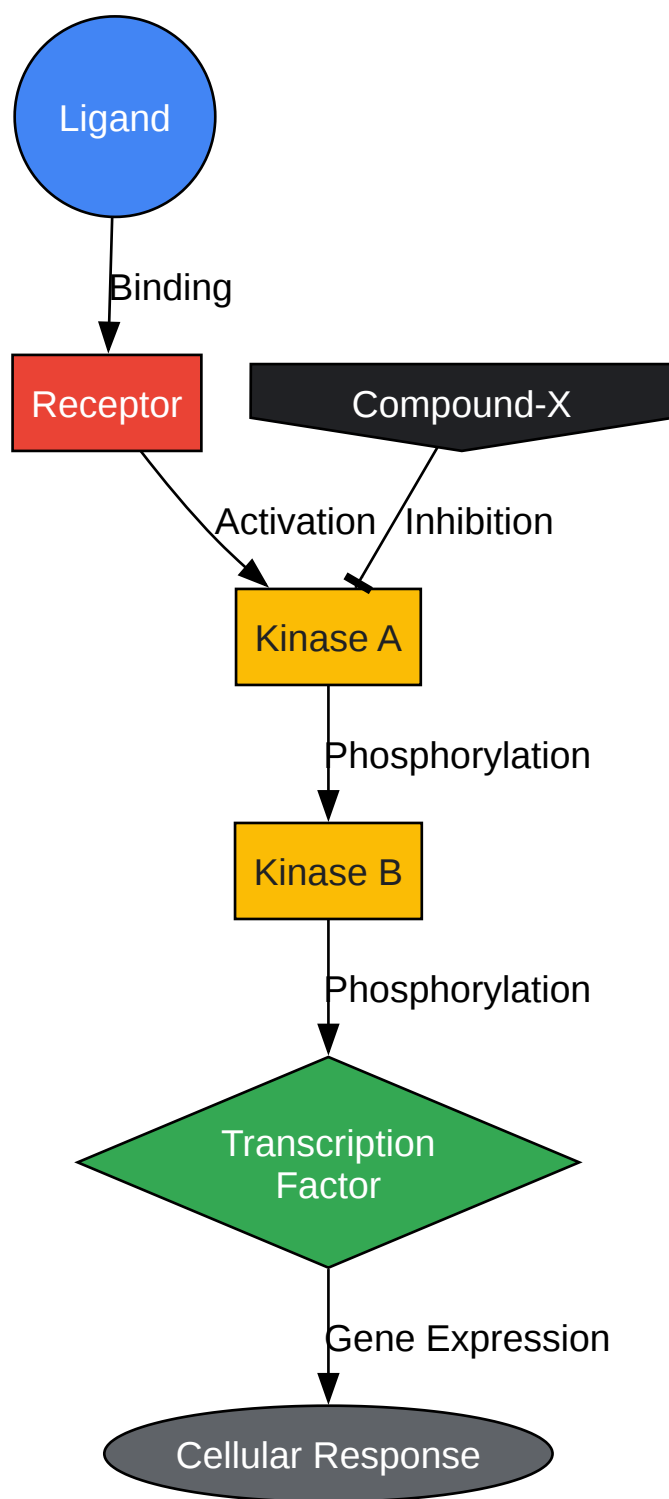 Ligand
Binding
Receptor
Compound-X
Activation
Inhibition
Kinase A
Phosphorylation
Kinase B
Phosphorylation
Transcription
Factor
Gene Expression
Cellular Response